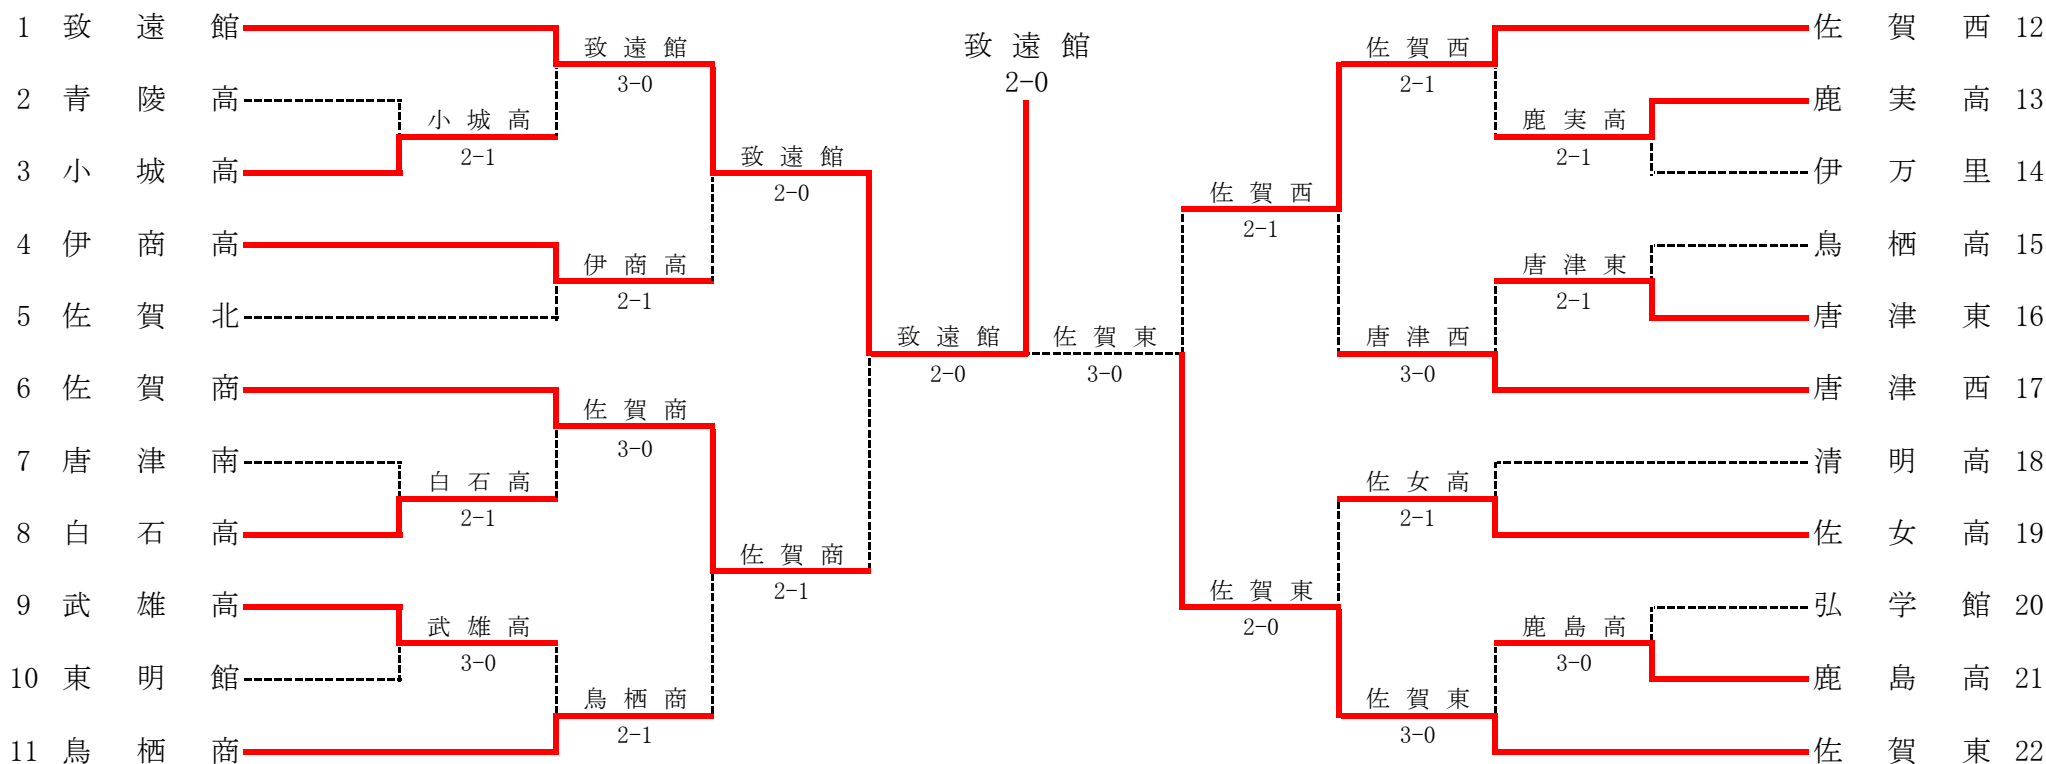 1 致遠館
2 青陵高
3 小城高
4 伊商高
5 佐賀北
6 佐賀商
7 唐津南
8 白石高
9 武雄高
10 東明館
11 鳥栖商
小城高
2-1
白石高
2-1
武雄高
3-0
致遠館
3-0
伊商高
2-1
佐賀商
3-0
鳥栖商
2-1
致遠館
2-0
佐賀商
2-1
致遠館
2-0
致遠館
2-0
佐賀東
3-0
佐賀西
2-1
佐賀東
2-0
佐賀西
2-1
唐津西
3-0
佐女高
2-1
佐賀東
3-0
鹿実高
2-1
唐津東
2-1
鹿島高
3-0
佐賀西 12
鹿実高 13
伊万里 14
鳥栖高 15
唐津東 16
唐津西 17
清明高 18
佐女高 19
弘学館 20
鹿島高 21
佐賀東 22